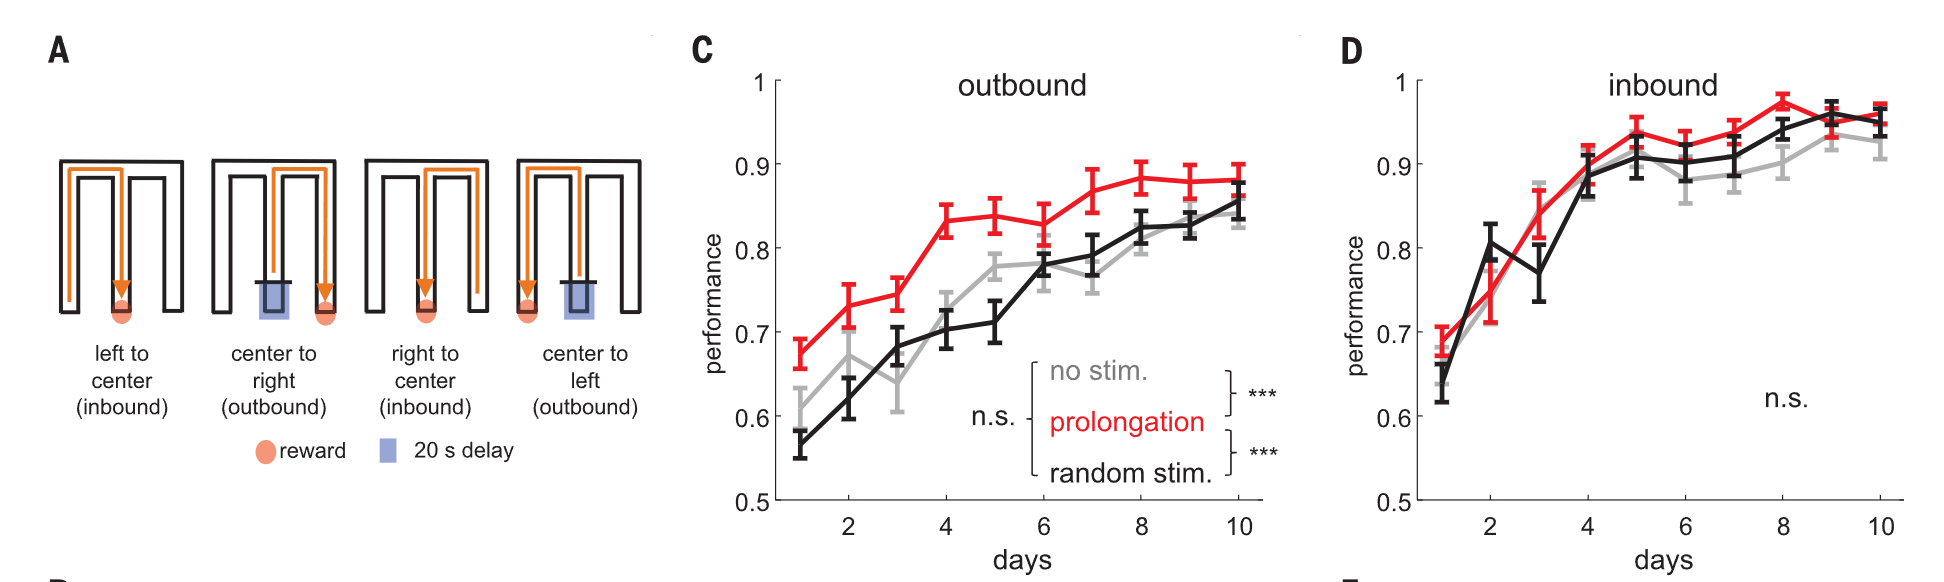 A
left to
center
(inbound)
center to
right
(outbound)
right to
center
(inbound)
center to
left
(outbound)
reward
20 s delay
C
outbound
performance
1
0.9
0.8
0.7
0.6
0.5
n.s.
no stim.
prolongation
random stim.
***
***
2 4 6 8 10
days
D
inbound
performance
1
0.9
0.8
0.7
0.6
0.5
n.s.
2 4 6 8 10
days